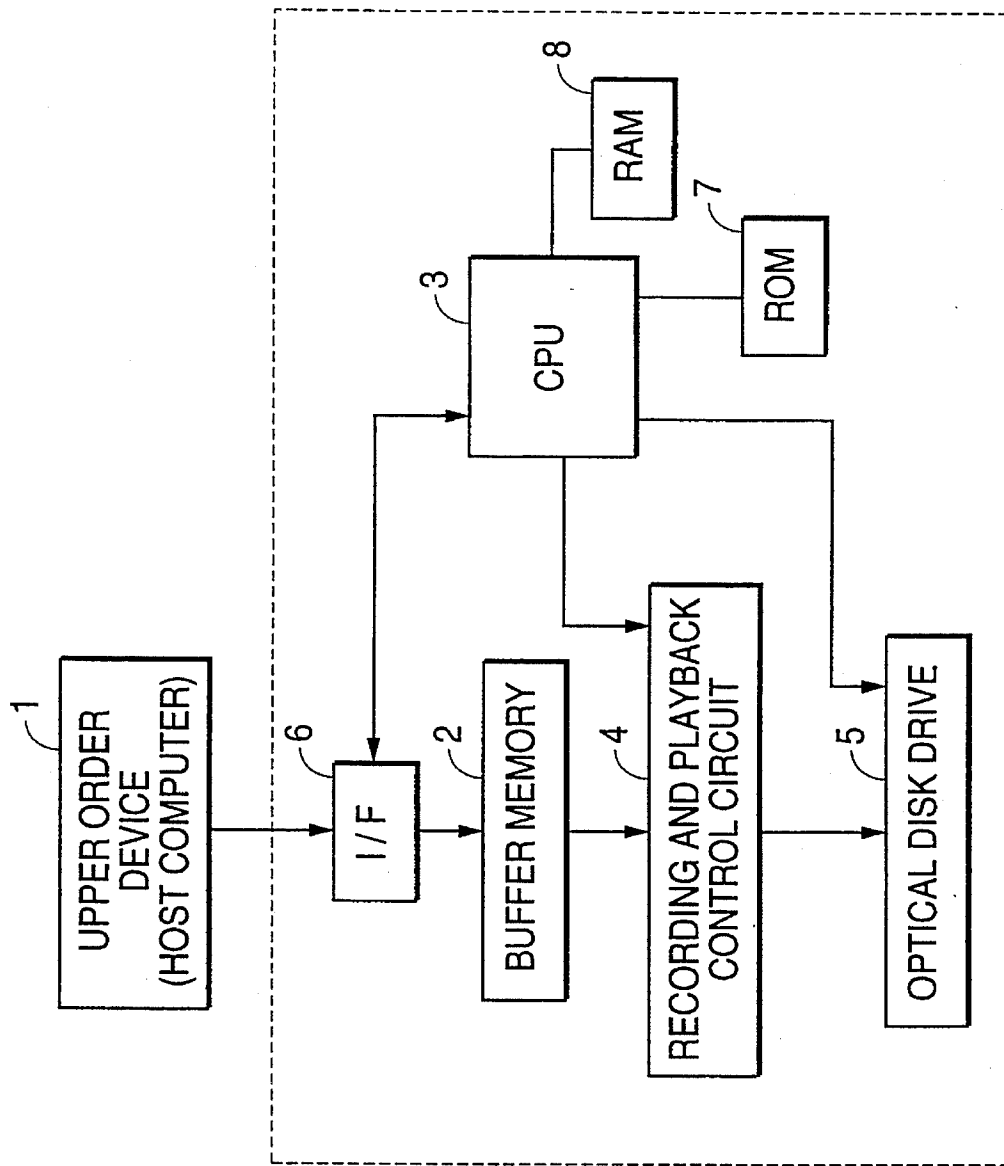 1
UPPER ORDER
DEVICE
(HOST COMPUTER)
6
I/F
2
BUFFER MEMORY
3
CPU
8
RAM
7
ROM
4
RECORDING AND PLAYBACK
CONTROL CIRCUIT
5
OPTICAL DISK DRIVE